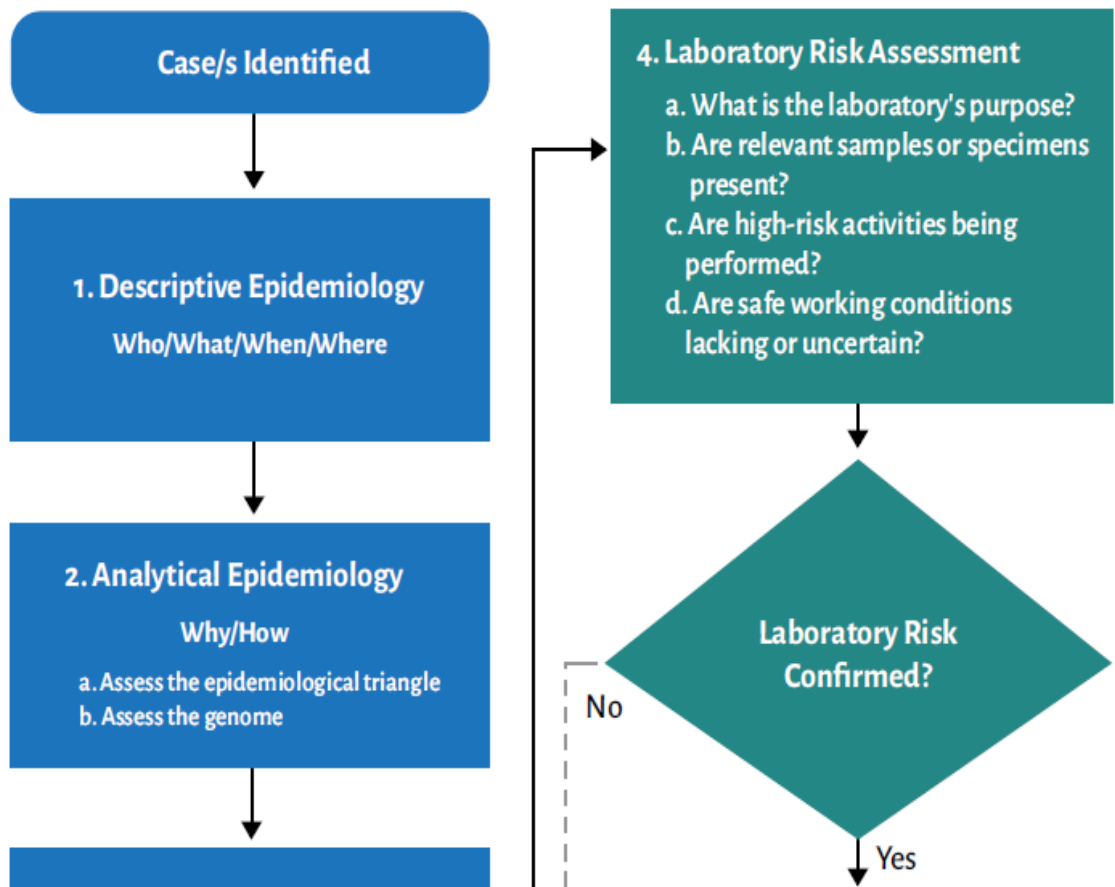 Case/s Identified
1. Descriptive Epidemiology
Who/What/When/Where
2. Analytical Epidemiology
Why/How
a. Assess the epidemiological triangle
b. Assess the genome
4. Laboratory Risk Assessment
a. What is the laboratory's purpose?
b. Are relevant samples or specimens
present?
c. Are high-risk activities being
performed?
d. Are safe working conditions
lacking or uncertain?
Laboratory Risk
Confirmed?
No
Yes